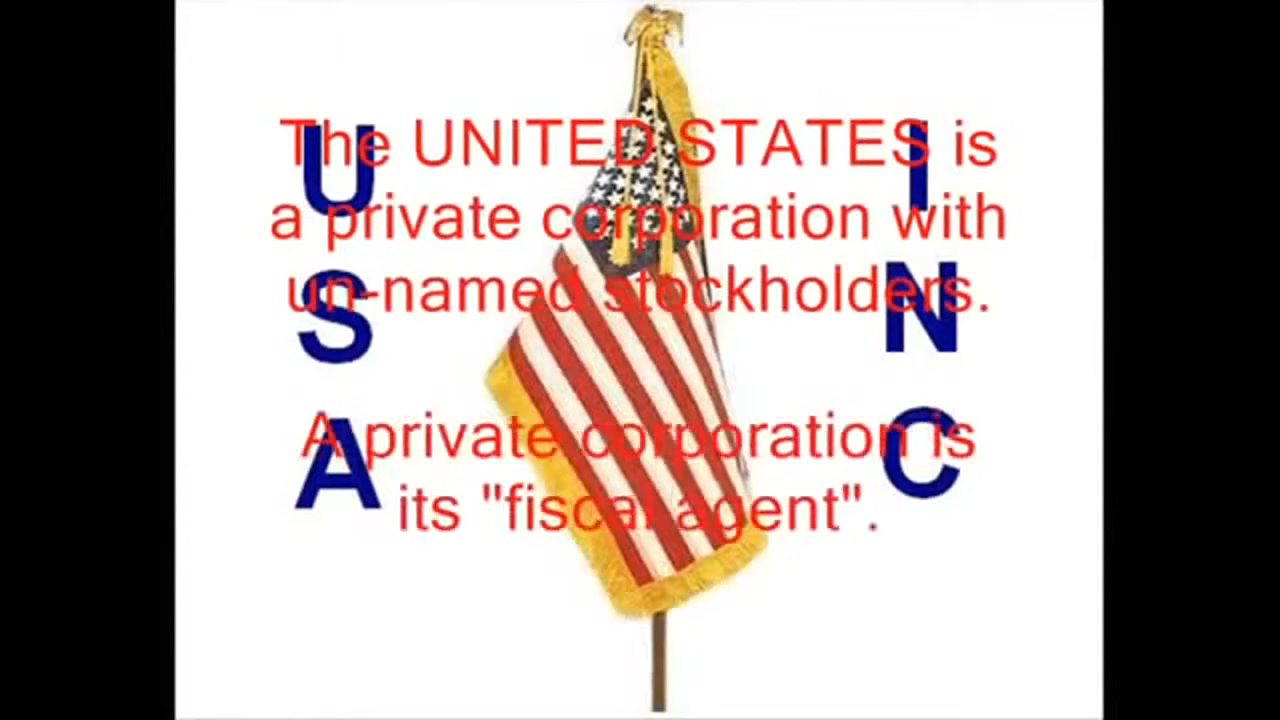 The UNITED STATES is
a private corporation with
un-named stockholders.
A private corporation is
its "fiscal agent".
U
S
A
I
N
C